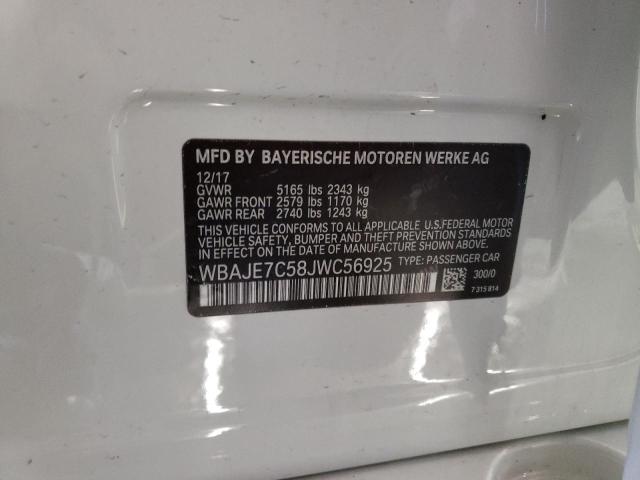 MFD BY BAYERISCHE MOTOREN WERKE AG
12/17
GVWR 5165 lbs 2343 kg
GAWR FRONT 2579 lbs 1170 kg
GAWR REAR 2740 lbs 1243 kg
THIS VEHICLE CONFORMS TO ALL APPLICABLE U.S.FEDERAL MOTOR
VEHICLE SAFETY, BUMPER AND THEFT PREVENTION STANDARDS
IN EFFECT ON THE DATE OF MANUFACTURE SHOWN ABOVE.
WBAJE7C58JWC56925 TYPE: PASSENGER CAR
300/0
7 315 814